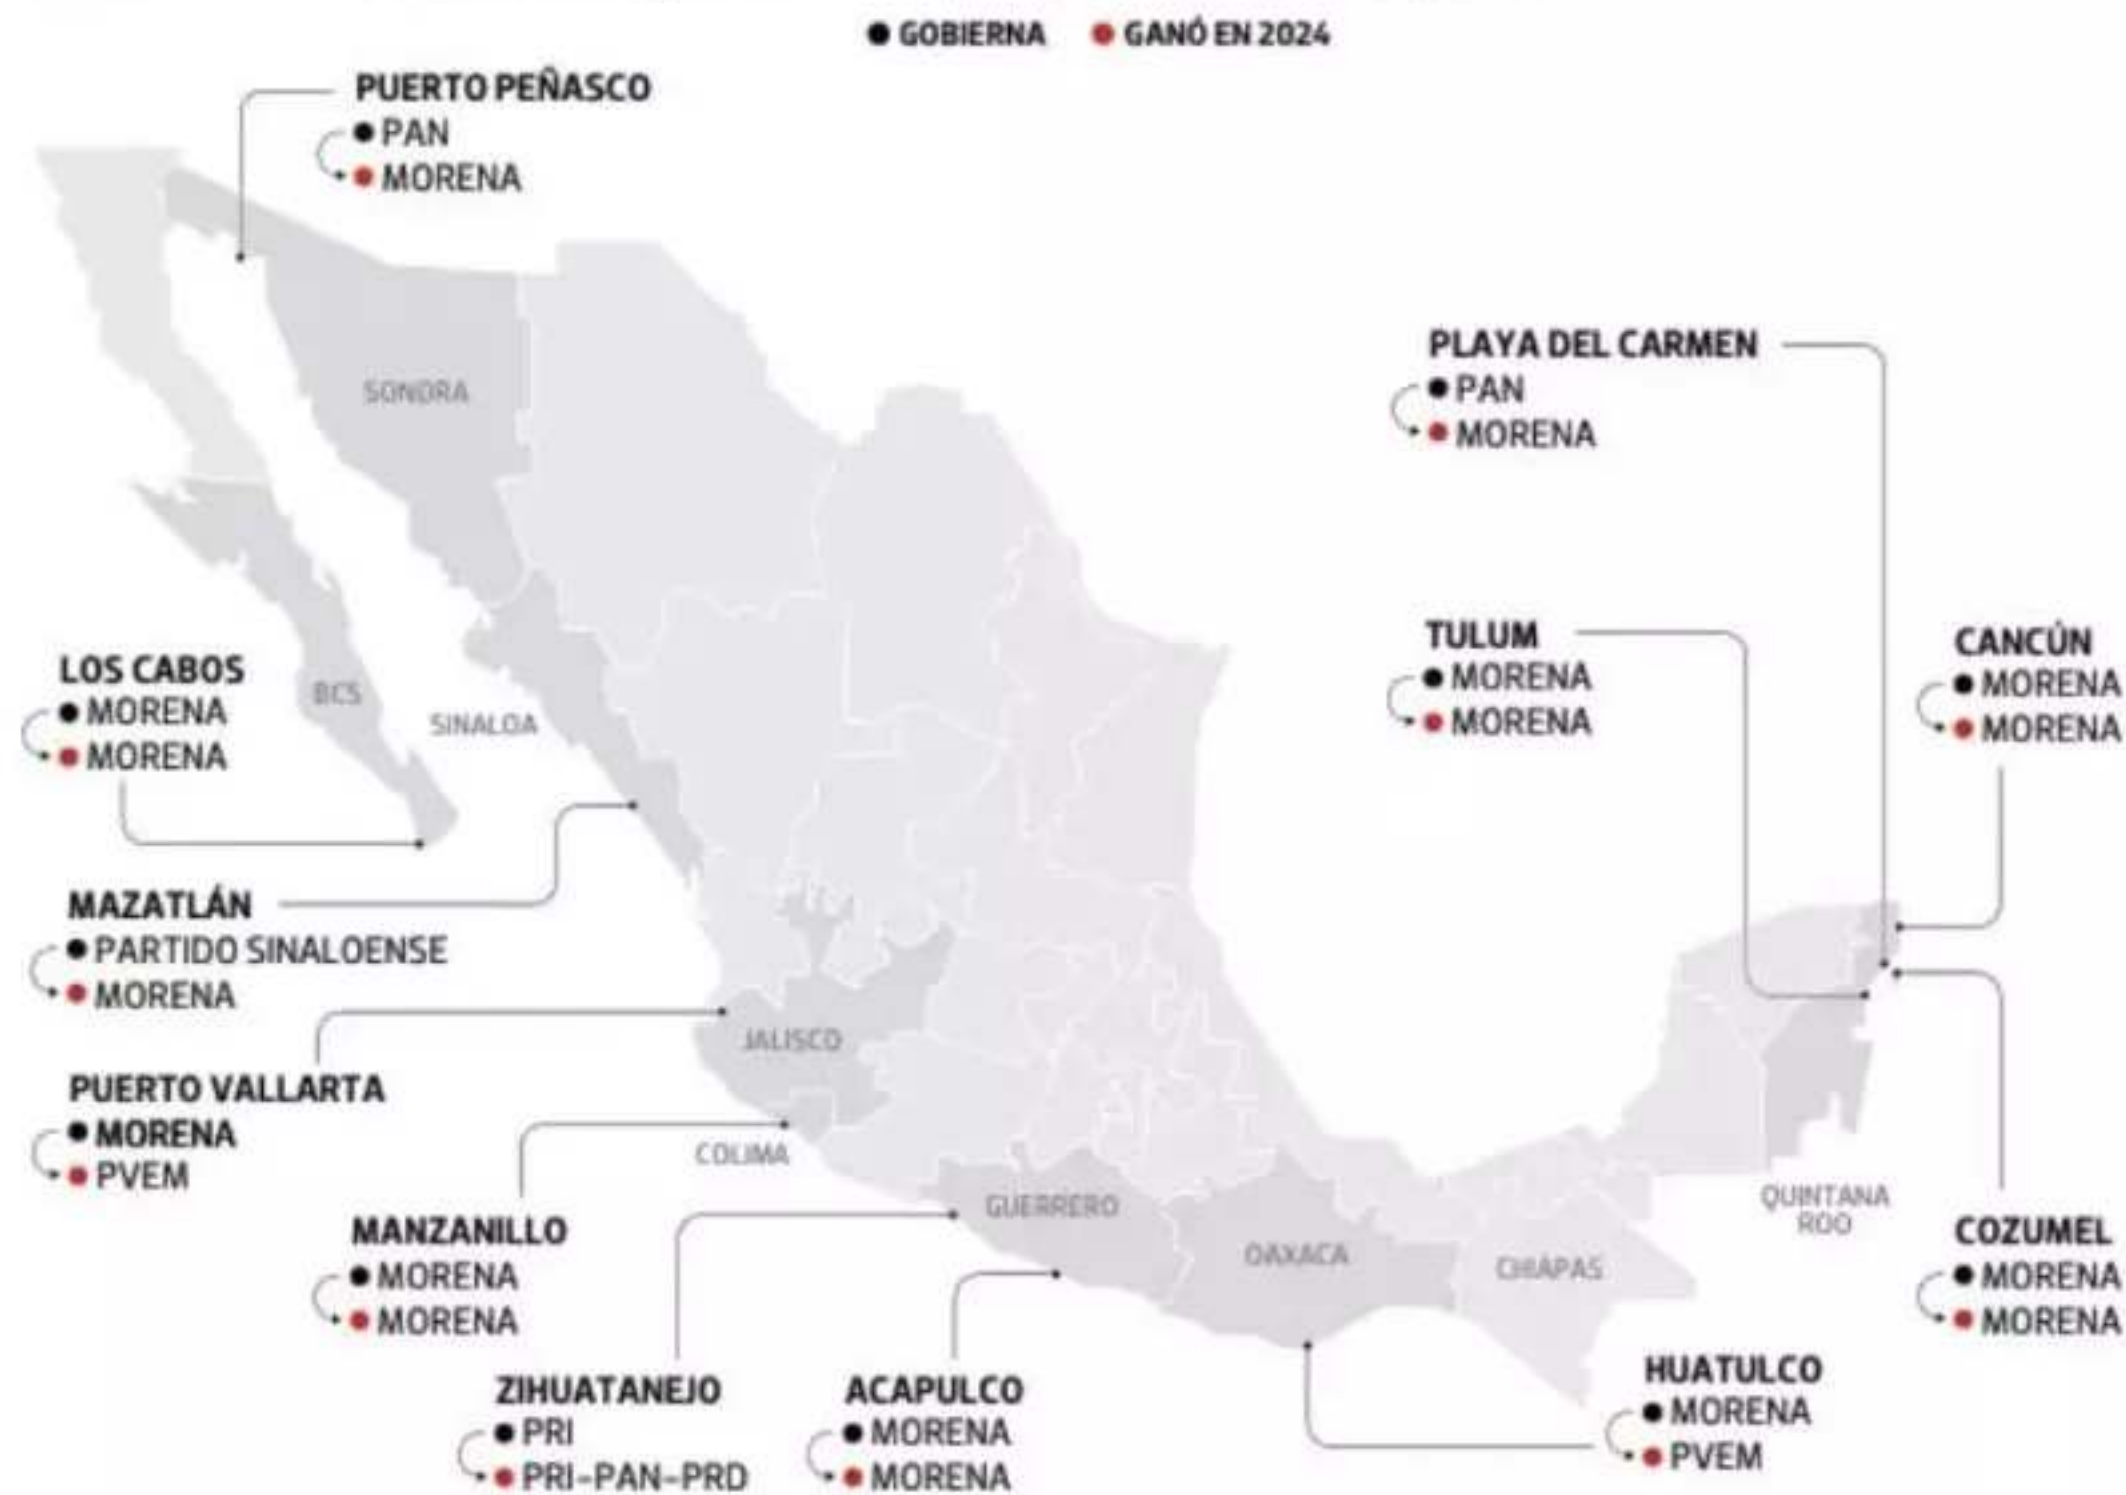 GOBIERNA GANÓ EN 2024
PUERTO PEÑASCO
PAN
MORENA
SONORA
PLAYA DEL CARMEN
PAN
MORENA
TULUM
MORENA
MORENA
CANCÚN
MORENA
MORENA
LOS CABOS
MORENA
MORENA
BCS
SINALOA
MAZATLÁN
PARTIDO SINALOENSE
MORENA
JALISCO
PUERTO VALLARTA
MORENA
PVEM
COLIMA
MANZANILLO
MORENA
MORENA
GUERRERO
OAXACA
CHIAPAS
QUINTANA
ROO
COZUMEL
MORENA
MORENA
ZIHUATANEJO
PRI
PRI-PAN-PRD
ACAPULCO
MORENA
MORENA
HUATULCO
MORENA
PVEM